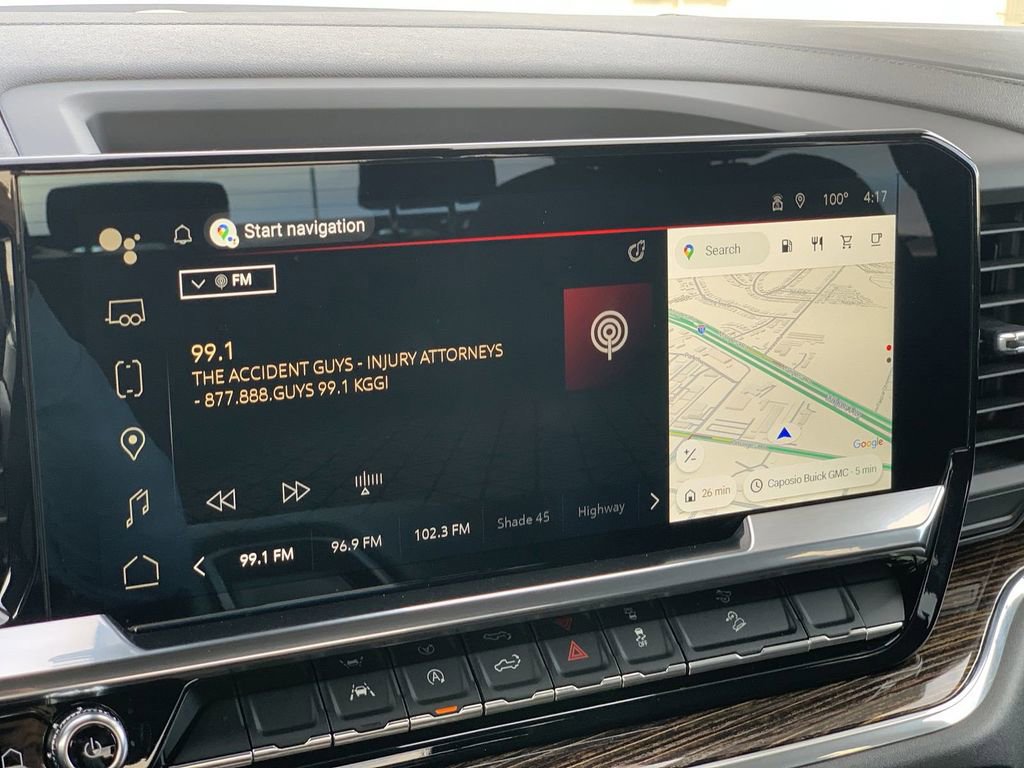 100° 4:17
Start navigation
Search
FM
99.1
THE ACCIDENT GUYS - INJURY ATTORNEYS
- 877.888.GUYS 99.1 KGGI
Google
Caposio Buick GMC - 5 min
26 min
99.1 FM 96.9 FM 102.3 FM Shade 45 Highway
A
OFF